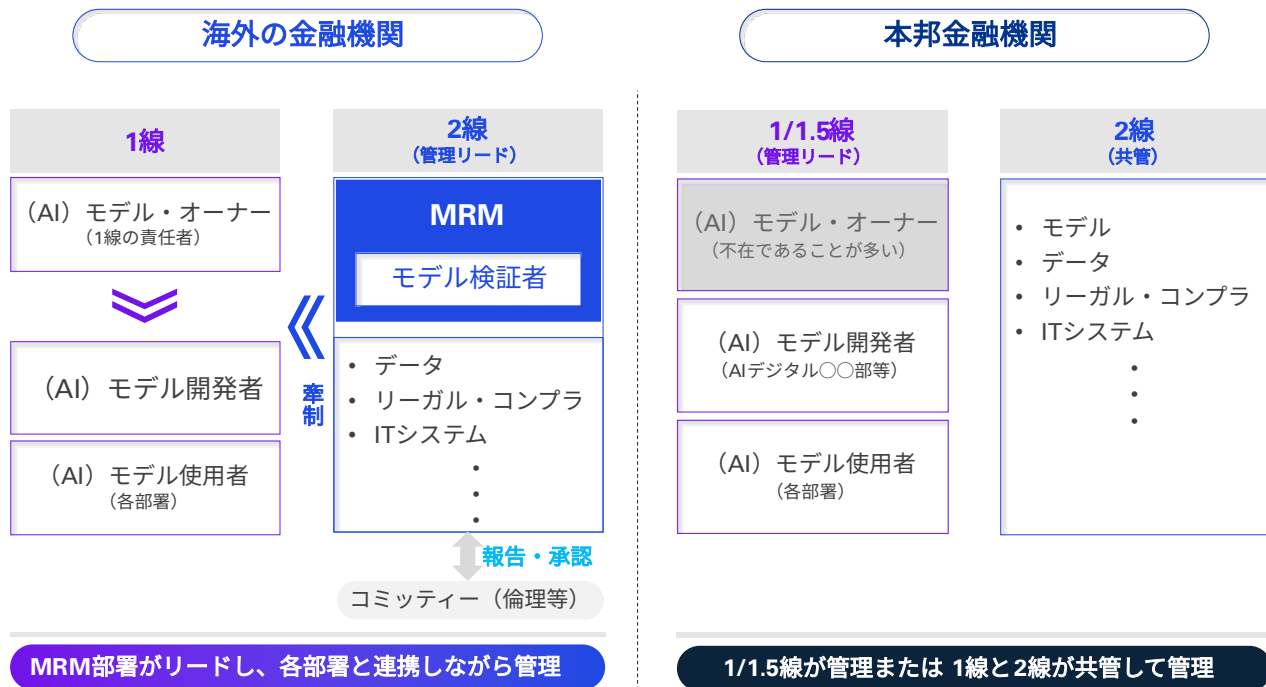 海外の金融機関
1線
2線
（管理リード）
（AI）モデル・オーナー
（1線の責任者）
（AI）モデル開発者
（AI）モデル使用者
（各部署）
牽制
MRM
モデル検証者
• データ
• リーガル・コンプラ
• ITシステム
•
•
•
報告・承認
コミッティー（倫理等）
MRM部署がリードし、各部署と連携しながら管理
本邦金融機関
1/1.5線
（管理リード）
2線
（共管）
（AI）モデル・オーナー
（不在であることが多い）
（AI）モデル開発者
（AIデジタル○○部等）
（AI）モデル使用者
（各部署）
• モデル
• データ
• リーガル・コンプラ
• ITシステム
•
•
•
1/1.5線が管理または 1線と2線が共管して管理